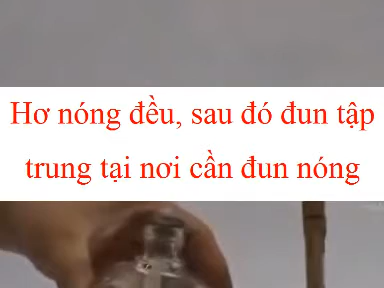 Hơ nóng đều, sau đó đun tập
trung tại nơi cần đun nóng